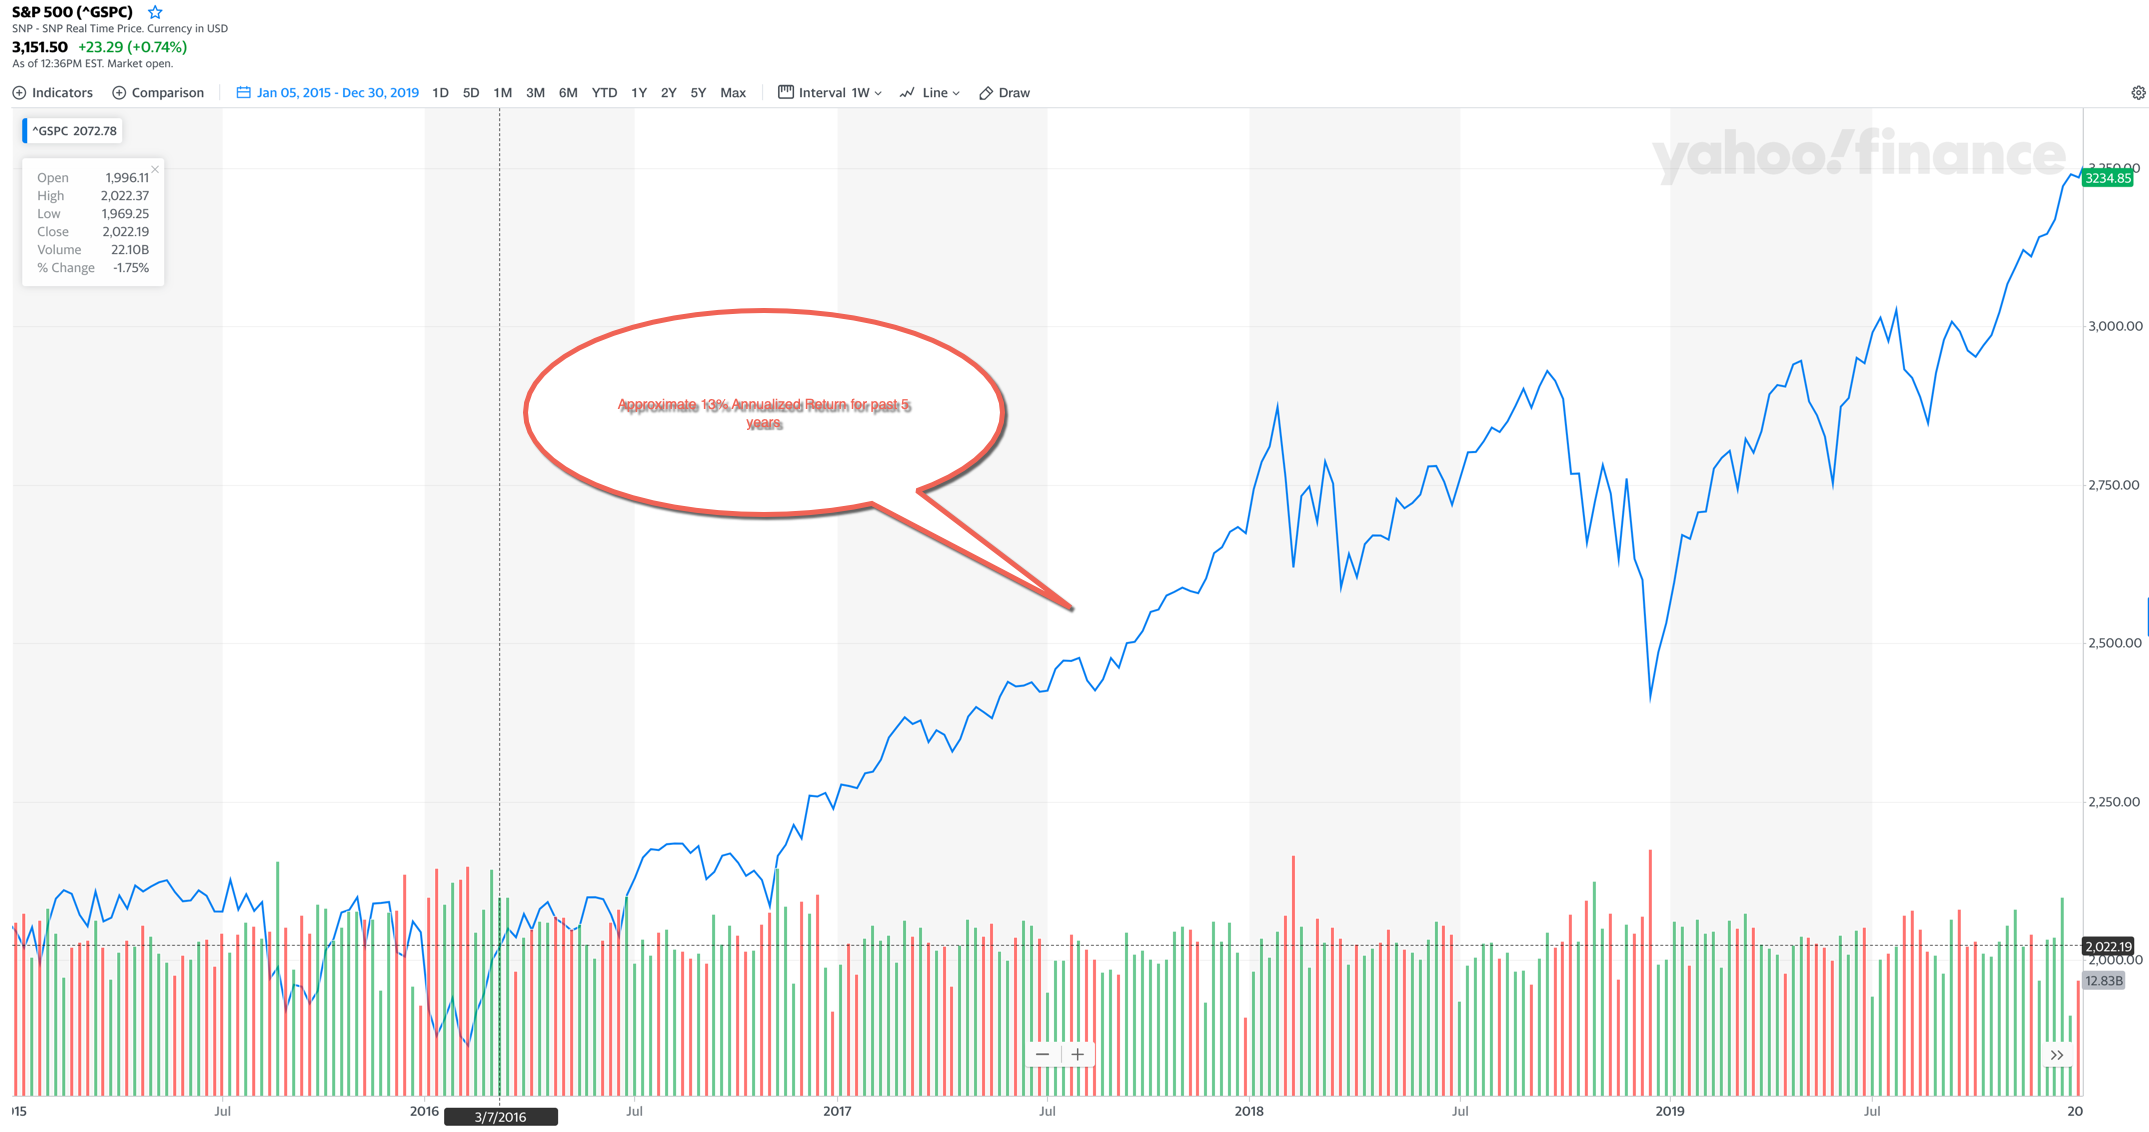 S&P 500 (^GSPC)
SNP - SNP Real Time Price. Currency in USD
3,151.50 +23.29 (+0.74%)
As of 12:36PM EST. Market open.
Indicators Comparison Jan 05, 2015 - Dec 30, 2019 1D 5D 1M 3M 6M YTD 1Y 2Y 5Y Max Interval 1W Line Draw
^GSPC 2072.78
yahoo!finance
Open 1,996.11
High 2,022.37
Low 1,969.25
Close 2,022.19
Volume 22.10B
% Change -1.75%
3,250.00
3234.85
3,000.00
Approximate 13% Annualized Return for past 5
years
2,750.00
2,500.00
2,250.00
2,022.19
2,000.00
12.83B
15 Jul 2016 Jul 2017 Jul 2018 Jul 2019 Jul 20
3/7/2016